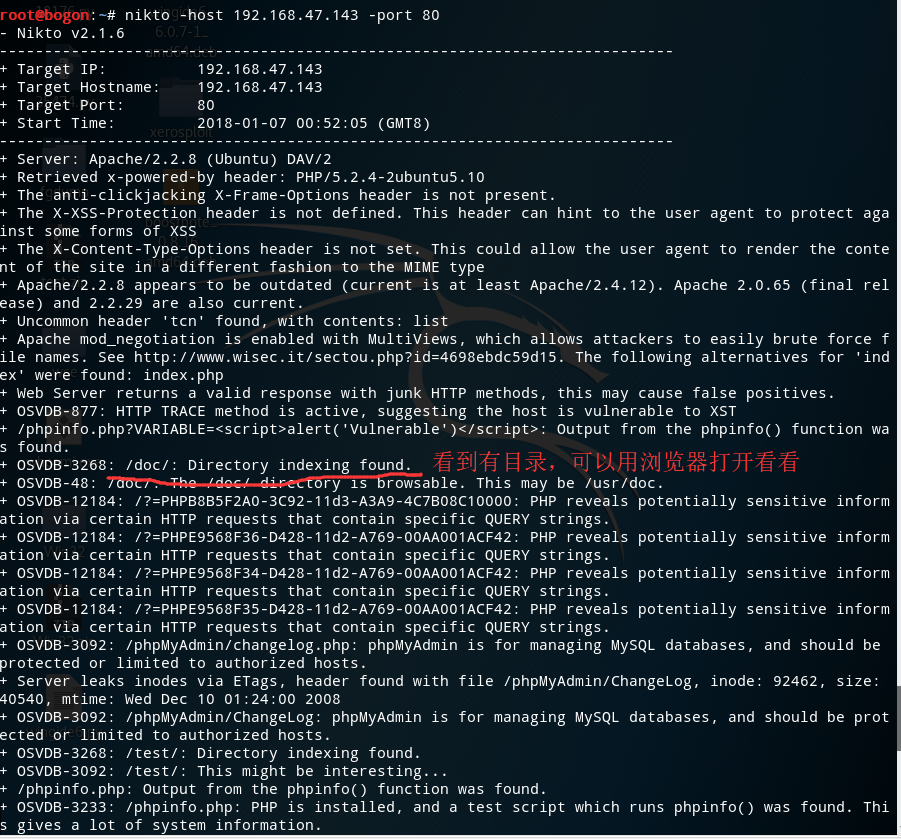 root@bogon:~# nikto -host 192.168.47.143 -port 80
- Nikto v2.1.6
---------------------------------------------------------------------------
+ Target IP:          192.168.47.143
+ Target Hostname:    192.168.47.143
+ Target Port:        80
+ Start Time:         2018-01-07 00:52:05 (GMT8)
---------------------------------------------------------------------------
+ Server: Apache/2.2.8 (Ubuntu) DAV/2
+ Retrieved x-powered-by header: PHP/5.2.4-2ubuntu5.10
+ The anti-clickjacking X-Frame-Options header is not present.
+ The X-XSS-Protection header is not defined. This header can hint to the user agent to protect aga
inst some forms of XSS
+ The X-Content-Type-Options header is not set. This could allow the user agent to render the conte
nt of the site in a different fashion to the MIME type
+ Apache/2.2.8 appears to be outdated (current is at least Apache/2.4.12). Apache 2.0.65 (final rel
ease) and 2.2.29 are also current.
+ Uncommon header 'tcn' found, with contents: list
+ Apache mod_negotiation is enabled with MultiViews, which allows attackers to easily brute force f
ile names. See http://www.wisec.it/sectou.php?id=4698ebdc59d15. The following alternatives for 'ind
ex' were found: index.php
+ Web Server returns a valid response with junk HTTP methods, this may cause false positives.
+ OSVDB-877: HTTP TRACE method is active, suggesting the host is vulnerable to XST
+ /phpinfo.php?VARIABLE=<script>alert('Vulnerable')</script>: Output from the phpinfo() function wa
s found.
+ OSVDB-3268: /doc/: Directory indexing found. 看到有目录，可以用浏览器打开看看
+ OSVDB-48: /doc/: The /doc/ directory is browsable. This may be /usr/doc.
+ OSVDB-12184: /?=PHPB8B5F2A0-3C92-11d3-A3A9-4C7B08C10000: PHP reveals potentially sensitive inform
ation via certain HTTP requests that contain specific QUERY strings.
+ OSVDB-12184: /?=PHPE9568F36-D428-11d2-A769-00AA001ACF42: PHP reveals potentially sensitive inform
ation via certain HTTP requests that contain specific QUERY strings.
+ OSVDB-12184: /?=PHPE9568F34-D428-11d2-A769-00AA001ACF42: PHP reveals potentially sensitive inform
ation via certain HTTP requests that contain specific QUERY strings.
+ OSVDB-12184: /?=PHPE9568F35-D428-11d2-A769-00AA001ACF42: PHP reveals potentially sensitive inform
ation via certain HTTP requests that contain specific QUERY strings.
+ OSVDB-3092: /phpMyAdmin/changelog.php: phpMyAdmin is for managing MySQL databases, and should be 
protected or limited to authorized hosts.
+ Server leaks inodes via ETags, header found with file /phpMyAdmin/ChangeLog, inode: 92462, size: 
40540, mtime: Wed Dec 10 01:24:00 2008
+ OSVDB-3092: /phpMyAdmin/ChangeLog: phpMyAdmin is for managing MySQL databases, and should be prot
ected or limited to authorized hosts.
+ OSVDB-3268: /test/: Directory indexing found.
+ OSVDB-3092: /test/: This might be interesting...
+ /phpinfo.php: Output from the phpinfo() function was found.
+ OSVDB-3233: /phpinfo.php: PHP is installed, and a test script which runs phpinfo() was found. Thi
s gives a lot of system information.